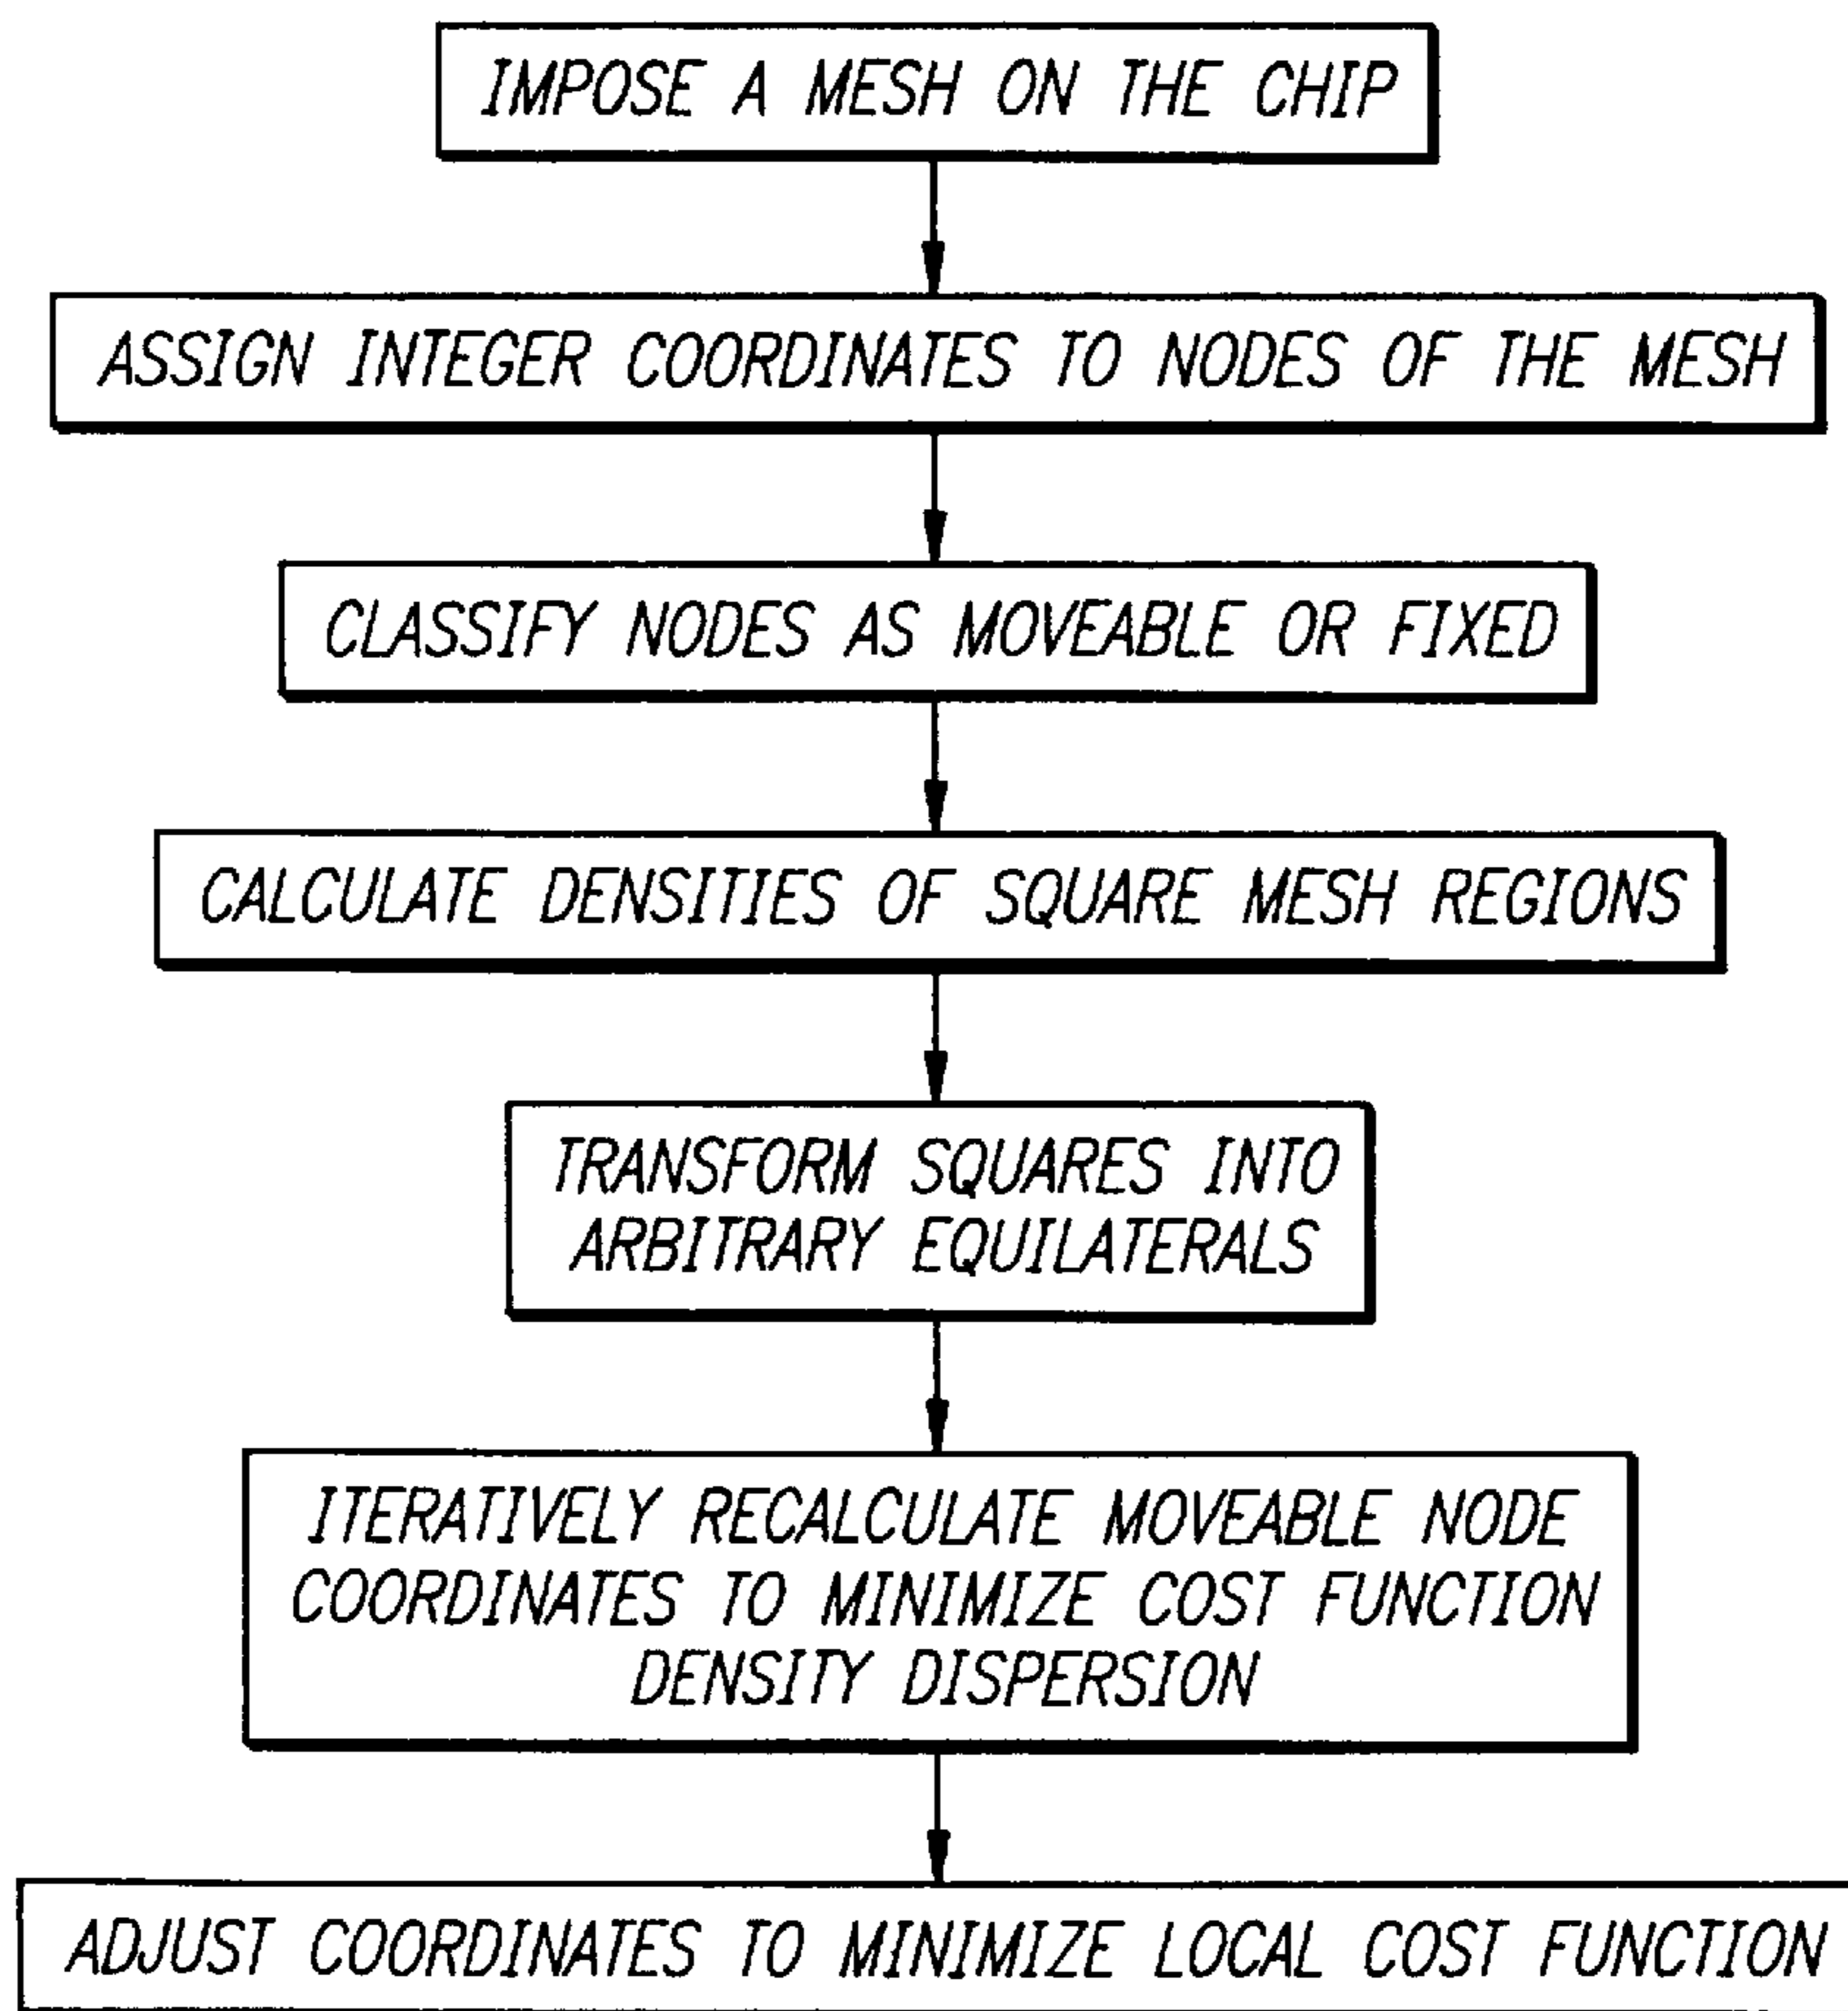 IMPOSE A MESH ON THE CHIP
ASSIGN INTEGER COORDINATES TO NODES OF THE MESH
CLASSIFY NODES AS MOVEABLE OR FIXED
CALCULATE DENSITIES OF SQUARE MESH REGIONS
TRANSFORM SQUARES INTO
ARBITRARY EQUILATERALS
ITERATIVELY RECALCULATE MOVEABLE NODE
COORDINATES TO MINIMIZE COST FUNCTION
DENSITY DISPERSION
ADJUST COORDINATES TO MINIMIZE LOCAL COST FUNCTION